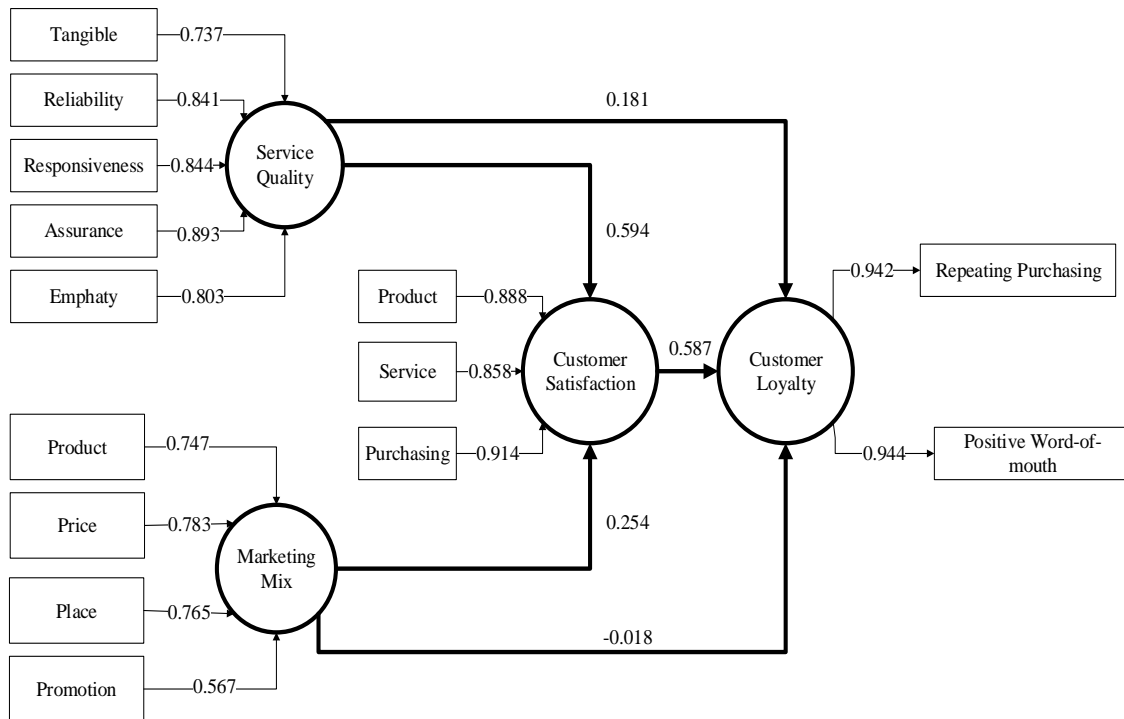 Tangible
0.737
Reliability
0.841
Responsiveness
0.844
Assurance
0.893
Emphaty
0.803
Service
Quality
0.181
0.594
Product
0.888
Service
0.858
Purchasing
0.914
Customer
Satisfaction
0.587
Customer
Loyalty
0.942
Repeating Purchasing
0.944
Positive Word-of-
mouth
Product
0.747
Price
0.783
Place
0.765
Promotion
0.567
Marketing
Mix
0.254
-0.018